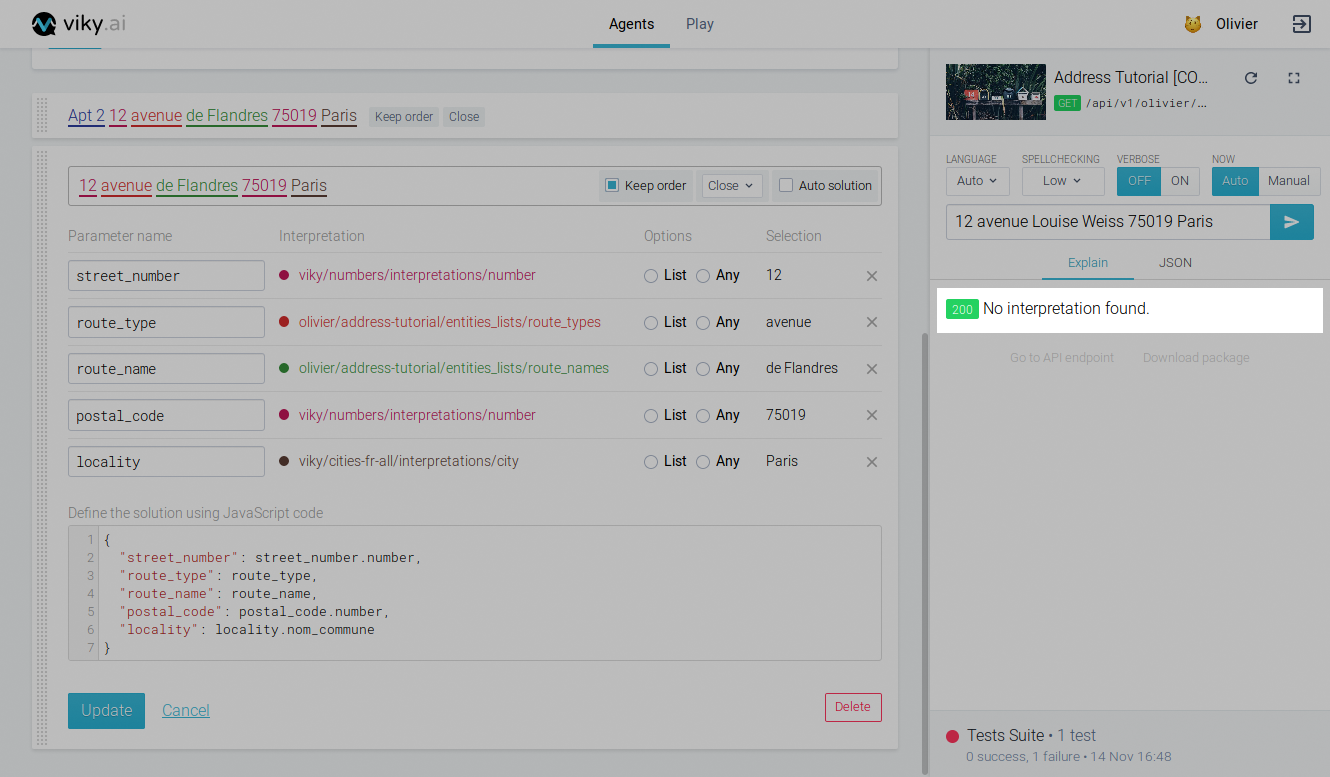 viky.ai
Agents
Play
Olivier
Apt 2 12 avenue de Flandres 75019 Paris
Keep order
Close
12 avenue de Flandres 75019 Paris
Keep order
Close
Auto solution
Parameter name
Interpretation
Options
Selection
street_number
viky/numbers/interpretations/number
List
Any
12
route_type
olivier/address-tutorial/entities_lists/route_types
List
Any
avenue
route_name
olivier/address-tutorial/entities_lists/route_names
List
Any
de Flandres
postal_code
viky/numbers/interpretations/number
List
Any
75019
locality
viky/cities-fr-all/interpretations/city
List
Any
Paris
Define the solution using JavaScript code
1 {
2 "street_number": street_number.number,
3 "route_type": route_type,
4 "route_name": route_name,
5 "postal_code": postal_code.number,
6 "locality": locality.nom_commune
7 }
Update
Cancel
Delete
Address Tutorial [CO...
GET /api/v1/olivier/...
LANGUAGE
SPELLCHECKING
VERBOSE
NOW
Auto
Low
OFF
ON
Auto
Manual
12 avenue Louise Weiss 75019 Paris
Explain
JSON
200 No interpretation found.
Go to API endpoint
Download package
Tests Suite • 1 test
0 success, 1 failure • 14 Nov 16:48